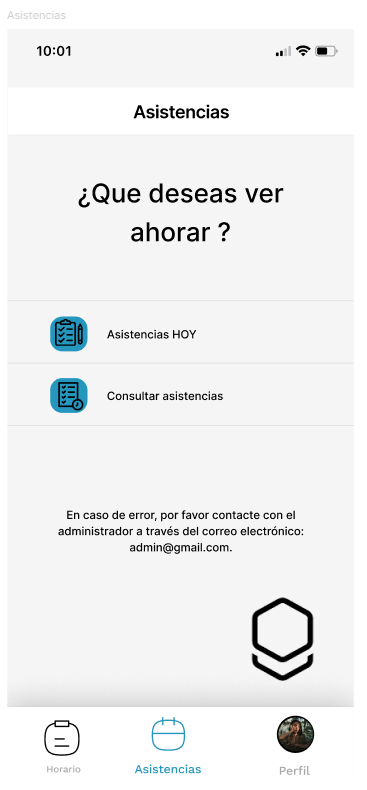 Asistencias
10:01
Asistencias
¿Que deseas ver
ahorar ?
Asistencias HOY
Consultar asistencias
En caso de error, por favor contacte con el
administrador a través del correo electrónico:
admin@gmail.com.
Horario
Asistencias
Perfil